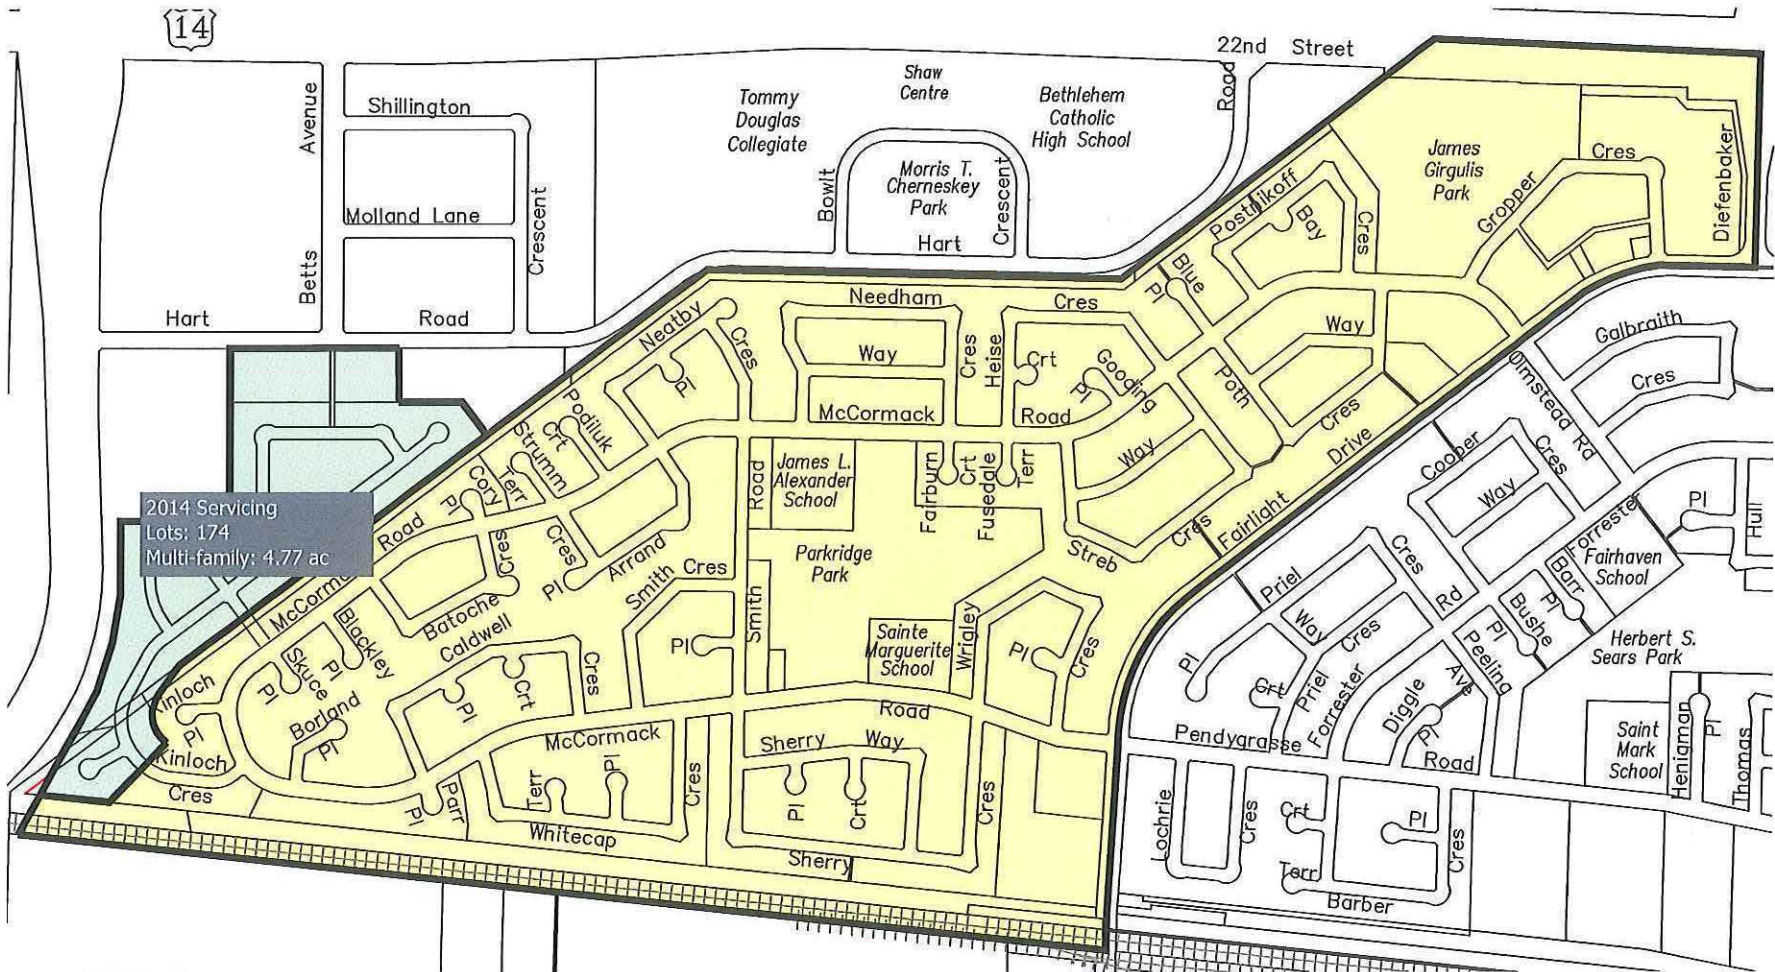 14
22nd Street
Road
Shaw
Centre
Tommy
Douglas
Collegiate
Bethlehem
Catholic
High School
Avenue
Betts
Shillington
Crescent
Molland Lane
Bowlt
Morris T.
Cherneskey
Park
Crescent
Hart
Hart
Road
James
Girgulis
Park
Cres
Diefenbaker
Gropper
Postnikoff
Bay
Cres
Blue
Pl
Needham
Cres
Way
Cres
Heise
Crt
Way
Neatby
Cres
Pl
Gooding
Pl
Poth
Cres
McCormack
Road
Way
Podiluk
Crt
Strumm
Terr
Cory
Pl
Road
James L.
Alexander
School
Fairburn
Crt
Fusedale
Terr
Drive
Fairlight
Cres
Streb
Galbraith
Cres
Olmstead Rd
Cooper
Cres
Way
Forrester
Pl
Hull
Fairhaven
School
Barr
Pl
Bushe
Pl
Herbert S.
Sears Park
2014 Servicing
Lots: 174
Multi-family: 4.77 ac
Road
McCorma
Cres
Cres
Pl
Arrand
Batoche
Smith Cres
Smith
Parkridge
Park
Pl
Sainte
Marguerite
School
Wrigley
Pl
Cres
Priel
Way
Cres
Cres
Rd
Pl
Crt
Priel
Forrester
Diggle
Pl
Ave
Peeling
Blackley
Pl
Skuce
Pl
Caldwell
Cres
Crt
Pl
Borland
Pl
Kinloch
Pl
Kinloch
Cres
McCormack
Road
Sherry Way
Pl
Crt
Cres
Cres
Terr
Pl
Parr
Pl
Whitecap
Sherry
Pendygrasse
Road
Saint
Mark
School
Henigman
Pl
Thomas
Lochrie
Cres
Crt
Pl
Cres
Terr
Barber